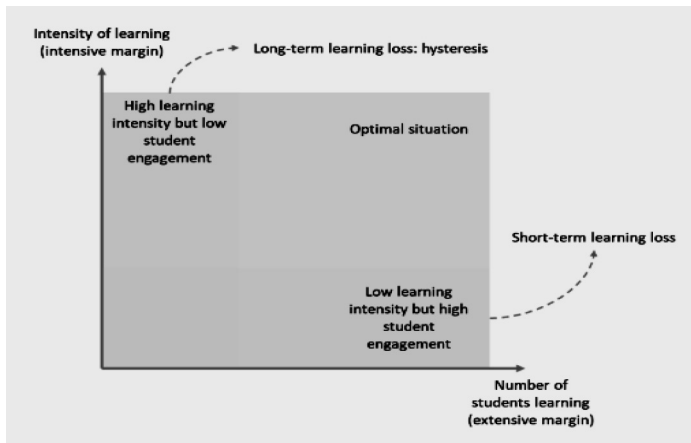 Intensity of learning
(intensive margin)
Long-term learning loss: hysteresis
High learning
intensity but low
student
engagement
Optimal situation
Short-term learning loss
Low learning
intensity but high
student
engagement
Number of
students learning
(extensive margin)